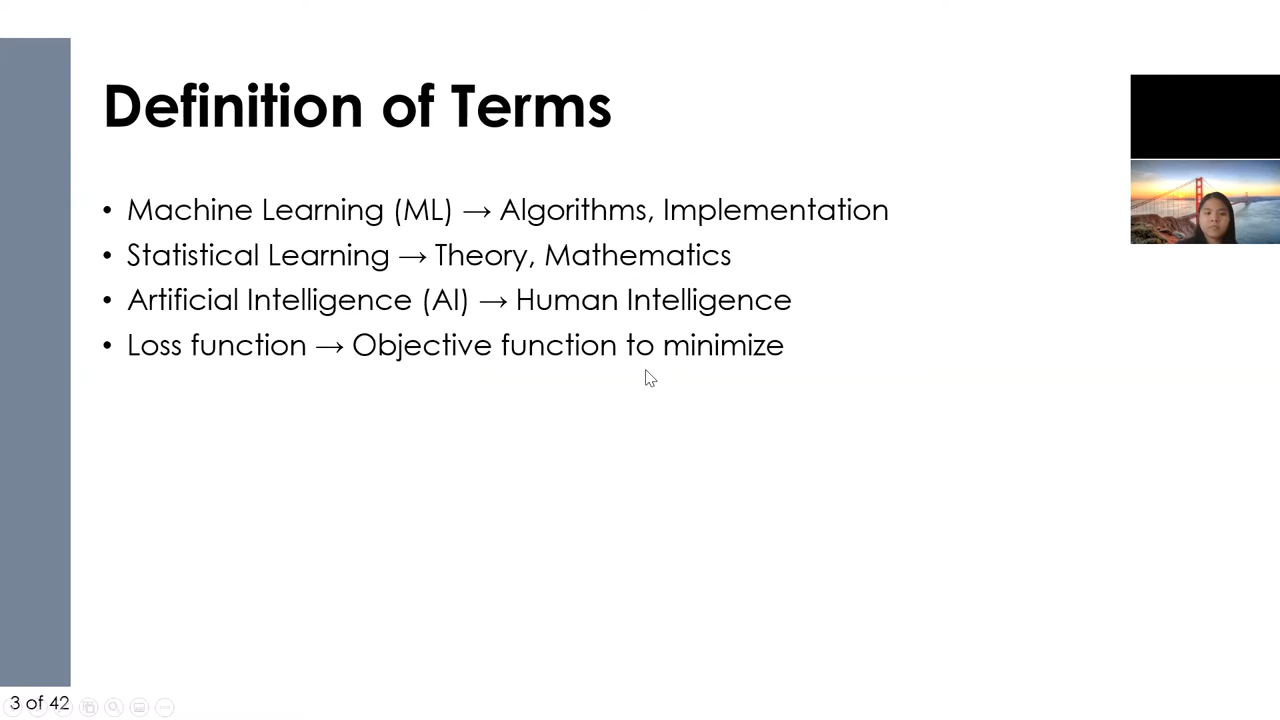 Definition of Terms
• Machine Learning (ML) → Algorithms, Implementation
• Statistical Learning → Theory, Mathematics
• Artificial Intelligence (AI) → Human Intelligence
• Loss function → Objective function to minimize
3 of 42